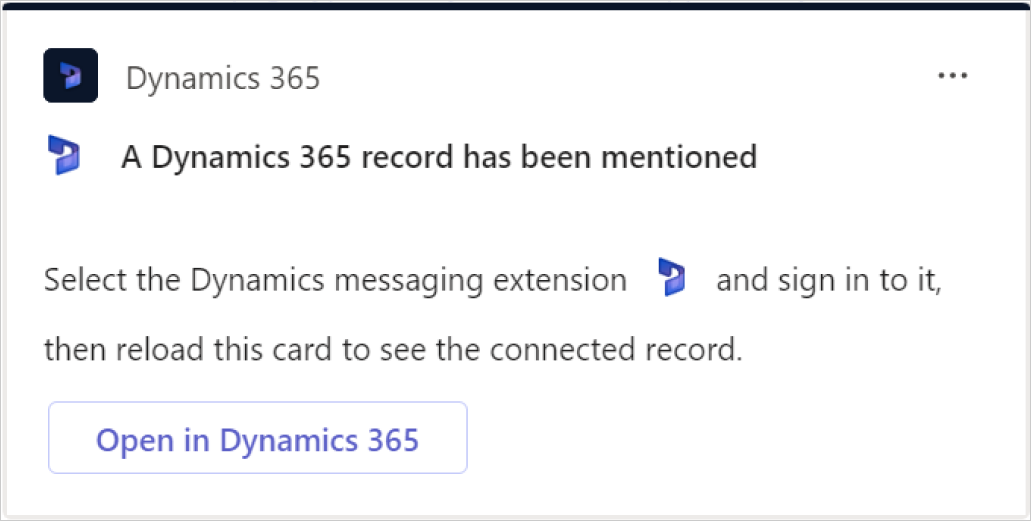 Dynamics 365
A Dynamics 365 record has been mentioned
Select the Dynamics messaging extension and sign in to it,
then reload this card to see the connected record.
Open in Dynamics 365